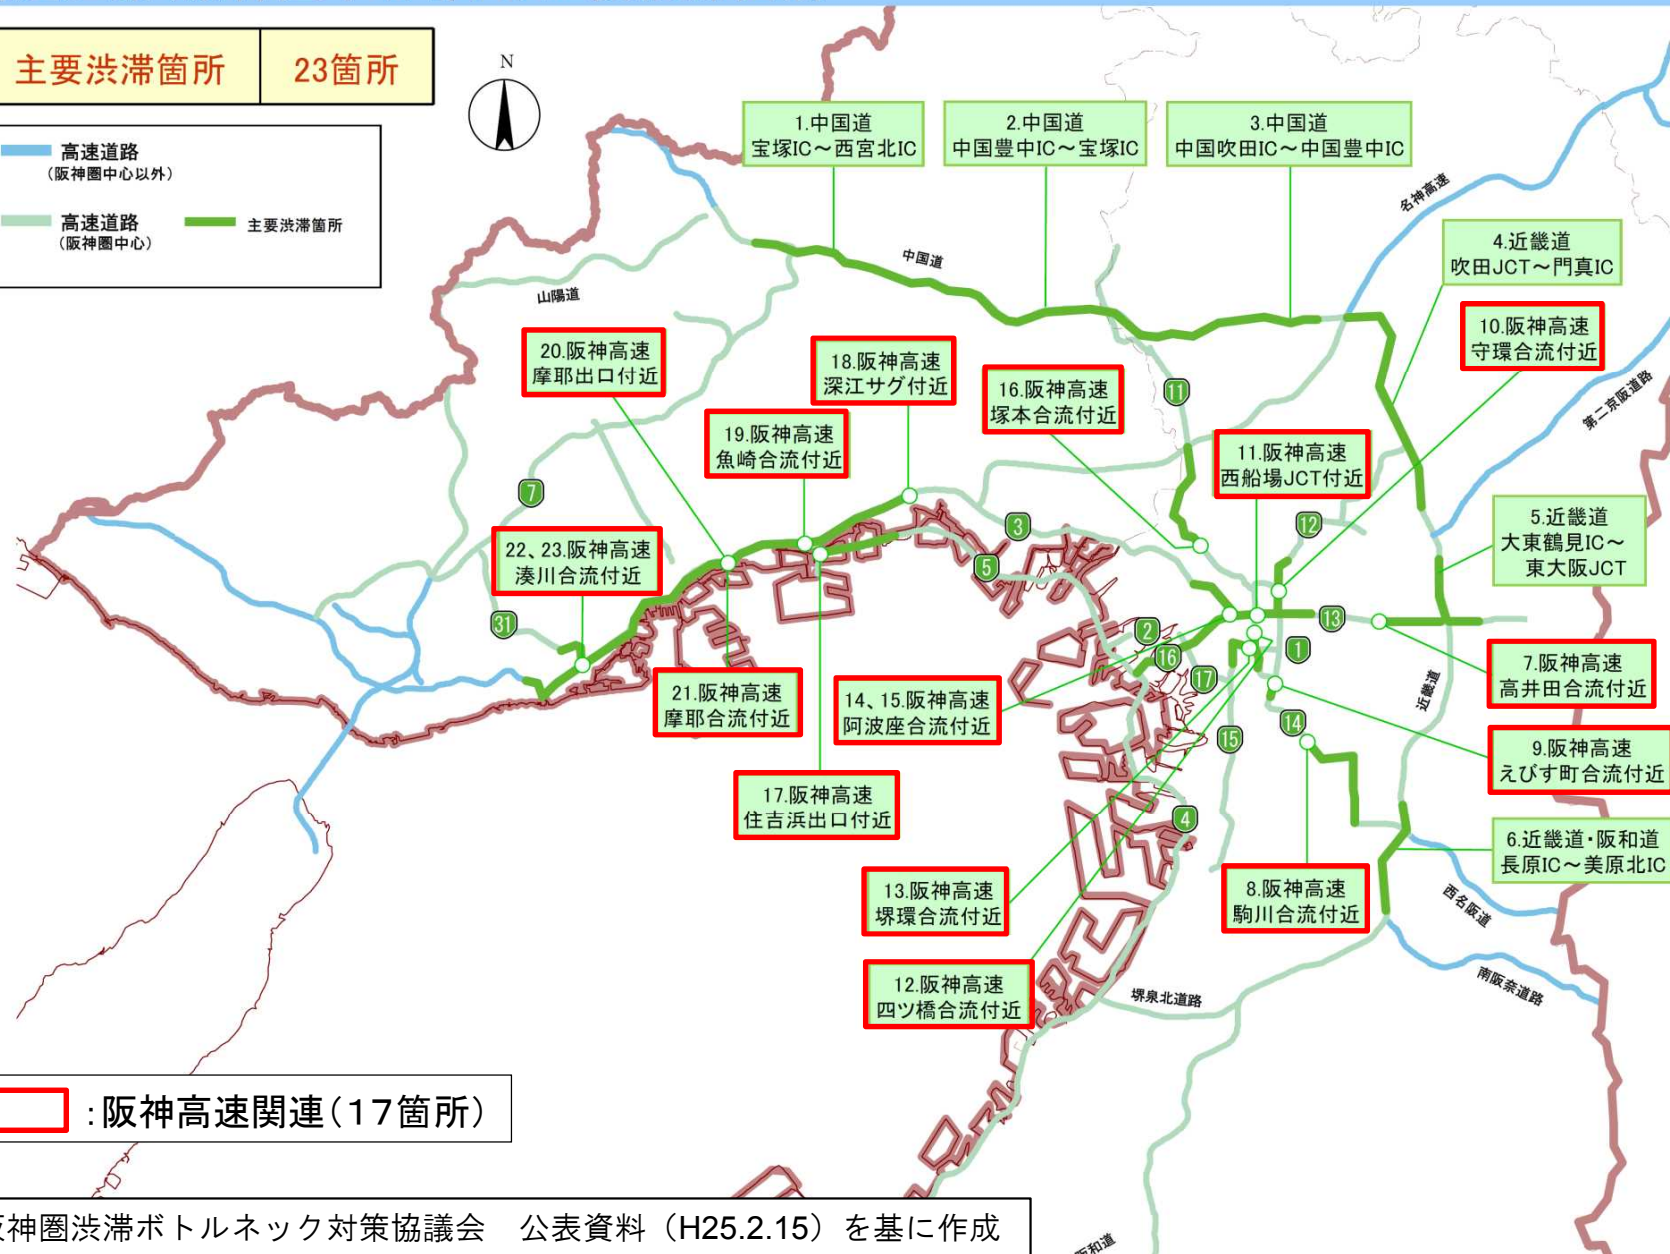 主要渋滞箇所 23箇所
N
高速道路
(阪神圏中心以外)
高速道路
(阪神圏中心)
主要渋滞箇所
1.中国道
宝塚IC～西宮北IC
2.中国道
中国豊中IC～宝塚IC
3.中国道
中国吹田IC～中国豊中IC
名神高速
4.近畿道
吹田JCT～門真IC
中国道
山陽道
10.阪神高速
守環合流付近
20.阪神高速
摩耶出口付近
18.阪神高速
深江サグ付近
16.阪神高速
塚本合流付近
11
第二京阪道路
19.阪神高速
魚崎合流付近
11.阪神高速
西船場JCT付近
7
3
12
5.近畿道
大東鶴見IC～
東大阪JCT
22、23.阪神高速
湊川合流付近
5
31
2
13
16
1
17
7.阪神高速
高井田合流付近
21.阪神高速
摩耶合流付近
14、15.阪神高速
阿波座合流付近
近畿道
14
15
9.阪神高速
えびす町合流付近
17.阪神高速
住吉浜出口付近
4
6.近畿道・阪和道
長原IC～美原北IC
13.阪神高速
堺環合流付近
8.阪神高速
駒川合流付近
西名阪道
12.阪神高速
四ツ橋合流付近
堺泉北道路
南阪奈道路
:阪神高速関連(17箇所)
阪神圏渋滞ボトルネック対策協議会　公表資料（H25.2.15）を基に作成
阪和道